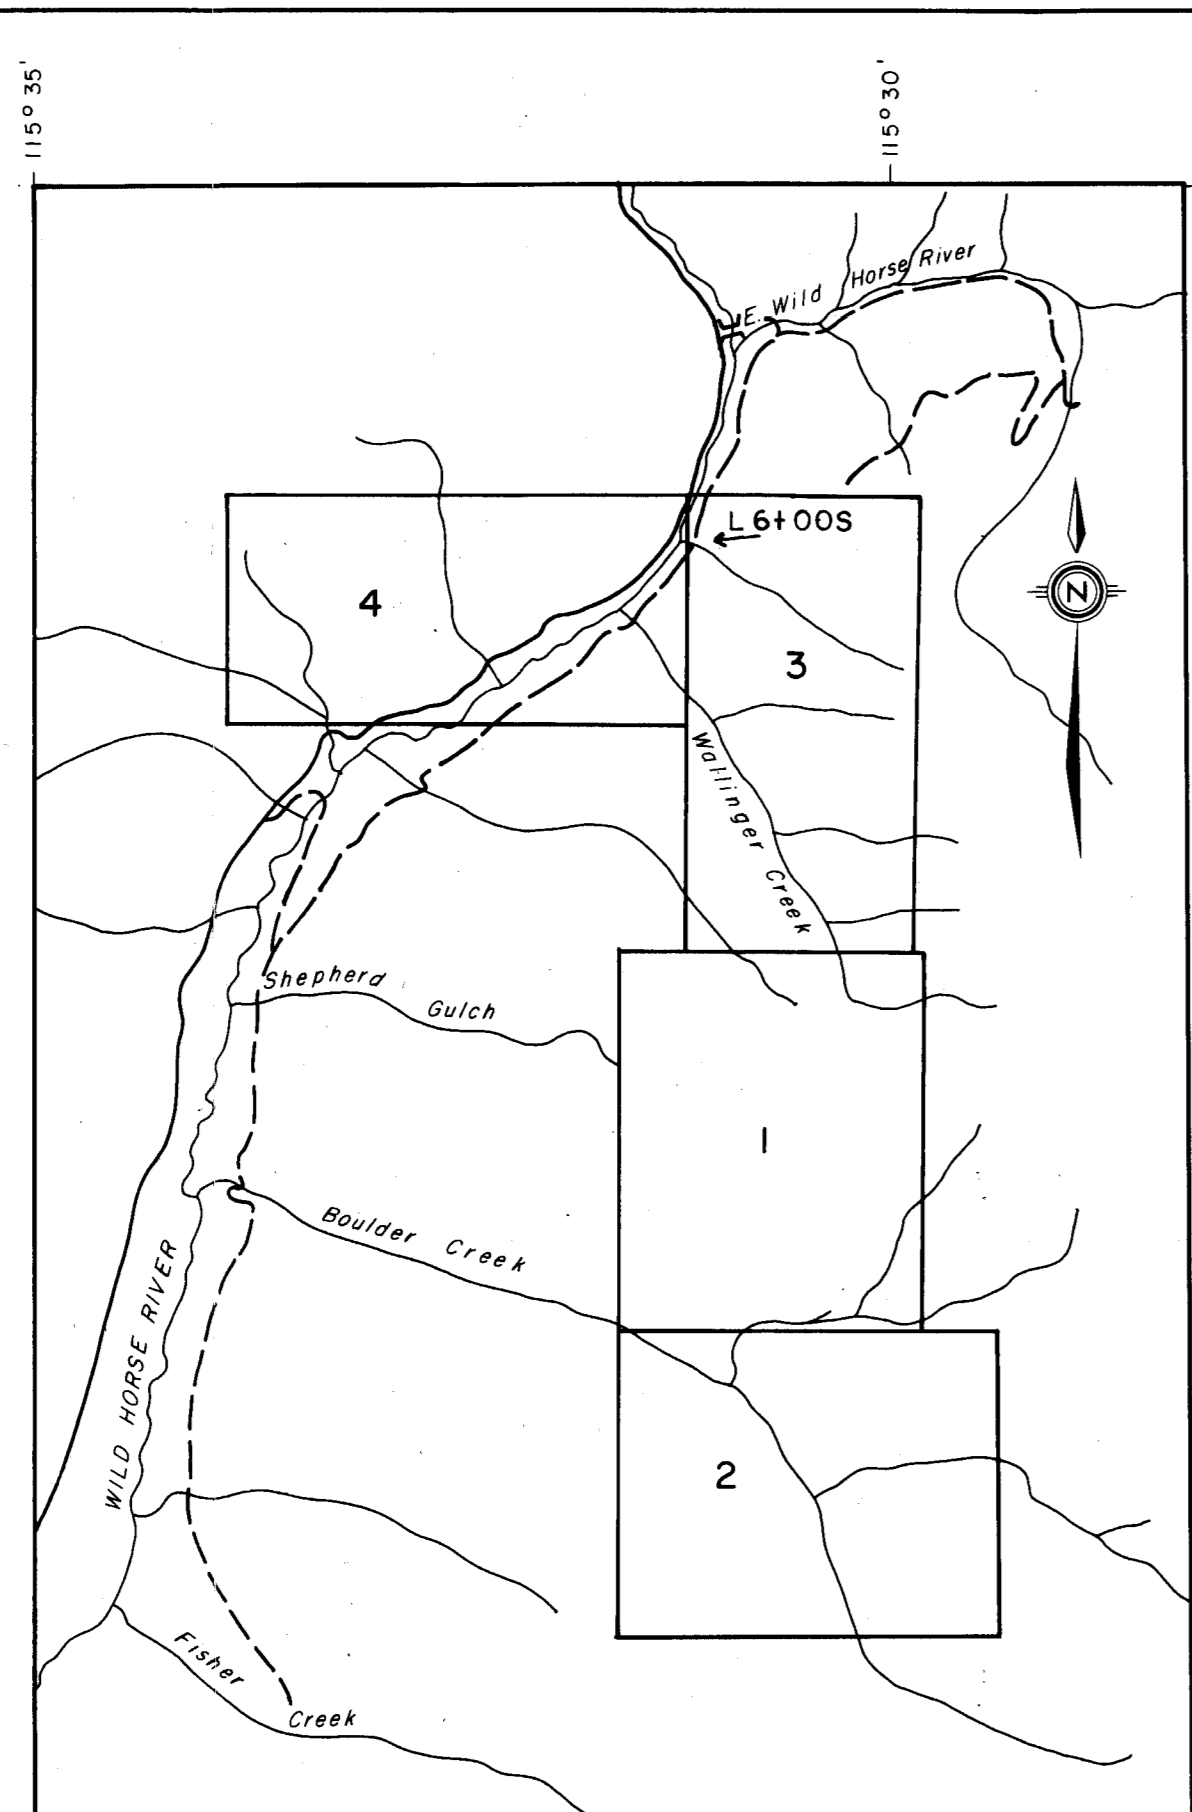 115° 35'
115° 30'
E. Wild Horse River
L 6+00S
4
3
N
Wallinger Creek
Shepherd Gulch
1
Boulder Creek
WILD HORSE RIVER
2
Fisher Creek